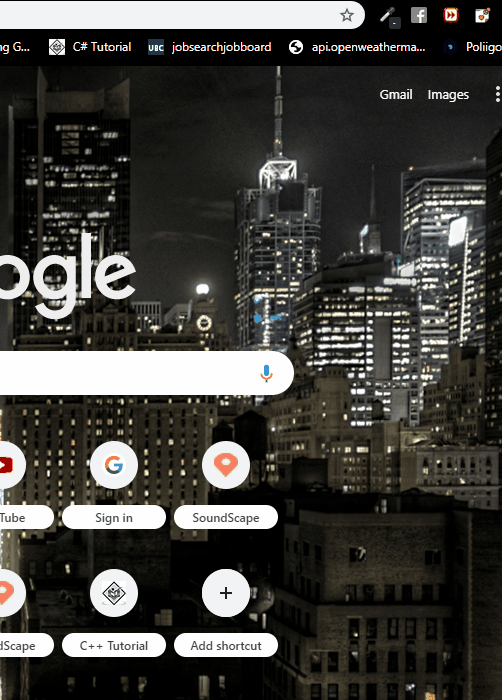 ng G... C# Tutorial UBC jobsearchjobboard api.openweatherma... Poliigo
Gmail Images
ogle
Tube Sign in SoundScape
dScape C++ Tutorial Add shortcut